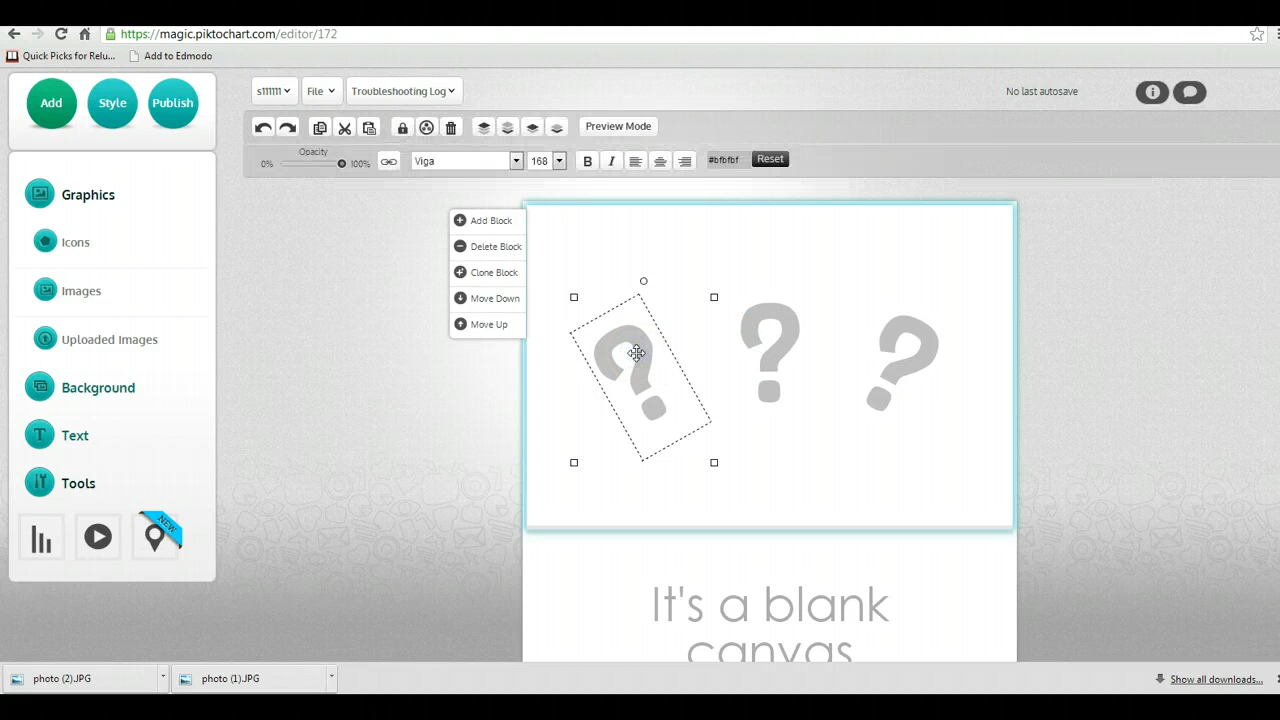 https://magic.piktochart.com/editor/172
Quick Picks for Relu... Add to Edmodo
Add Style Publish
s111111 File Troubleshooting Log No last autosave
Preview Mode
Opacity
0% 100% Viga 168 B I #bfbfbf Reset
Graphics
Icons
Images
Uploaded Images
Background
Text
Tools
NEW
Add Block
Delete Block
Clone Block
Move Down
Move Up
? ? ?
It's a blank
canvas
photo (2).JPG photo (1).JPG Show all downloads...